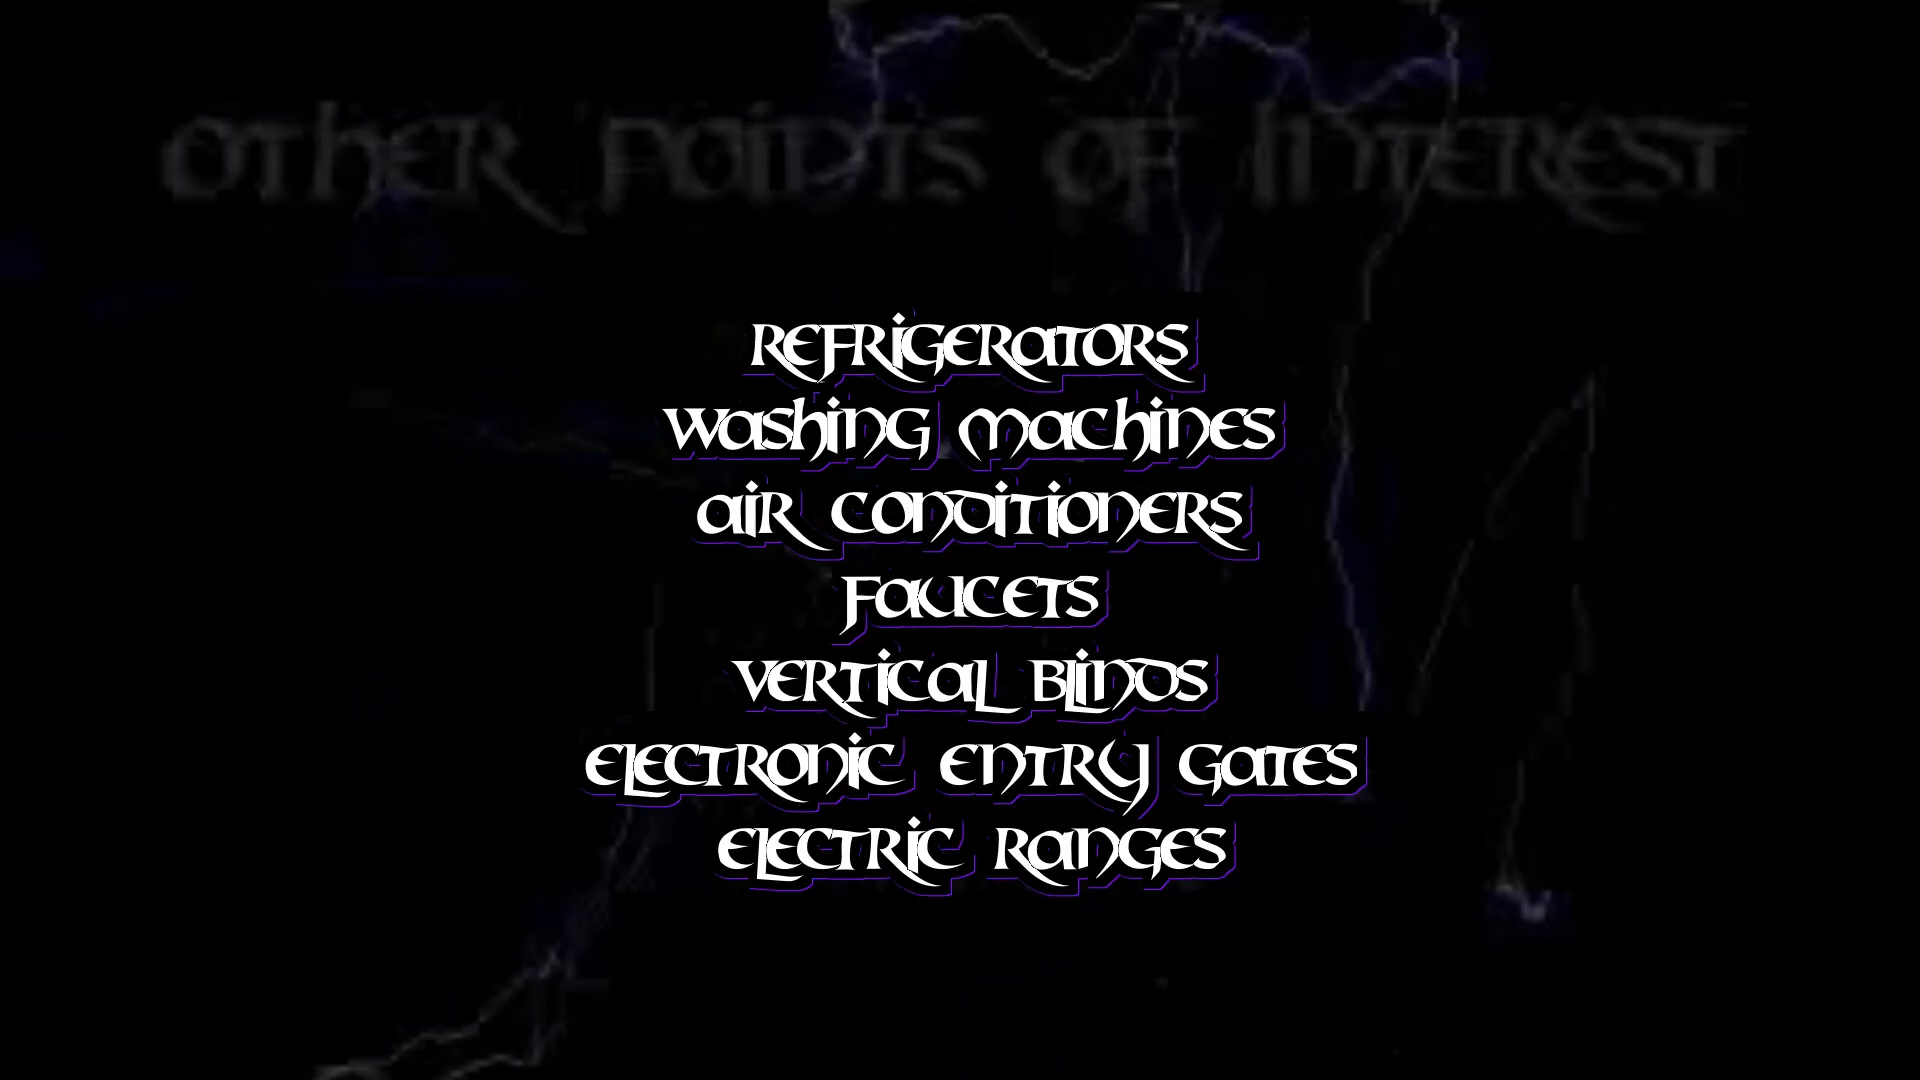 Other Points of Interest
Refrigerators
Washing Machines
Air Conditioners
Faucets
Vertical Blinds
Electronic Entry Gates
Electric Ranges